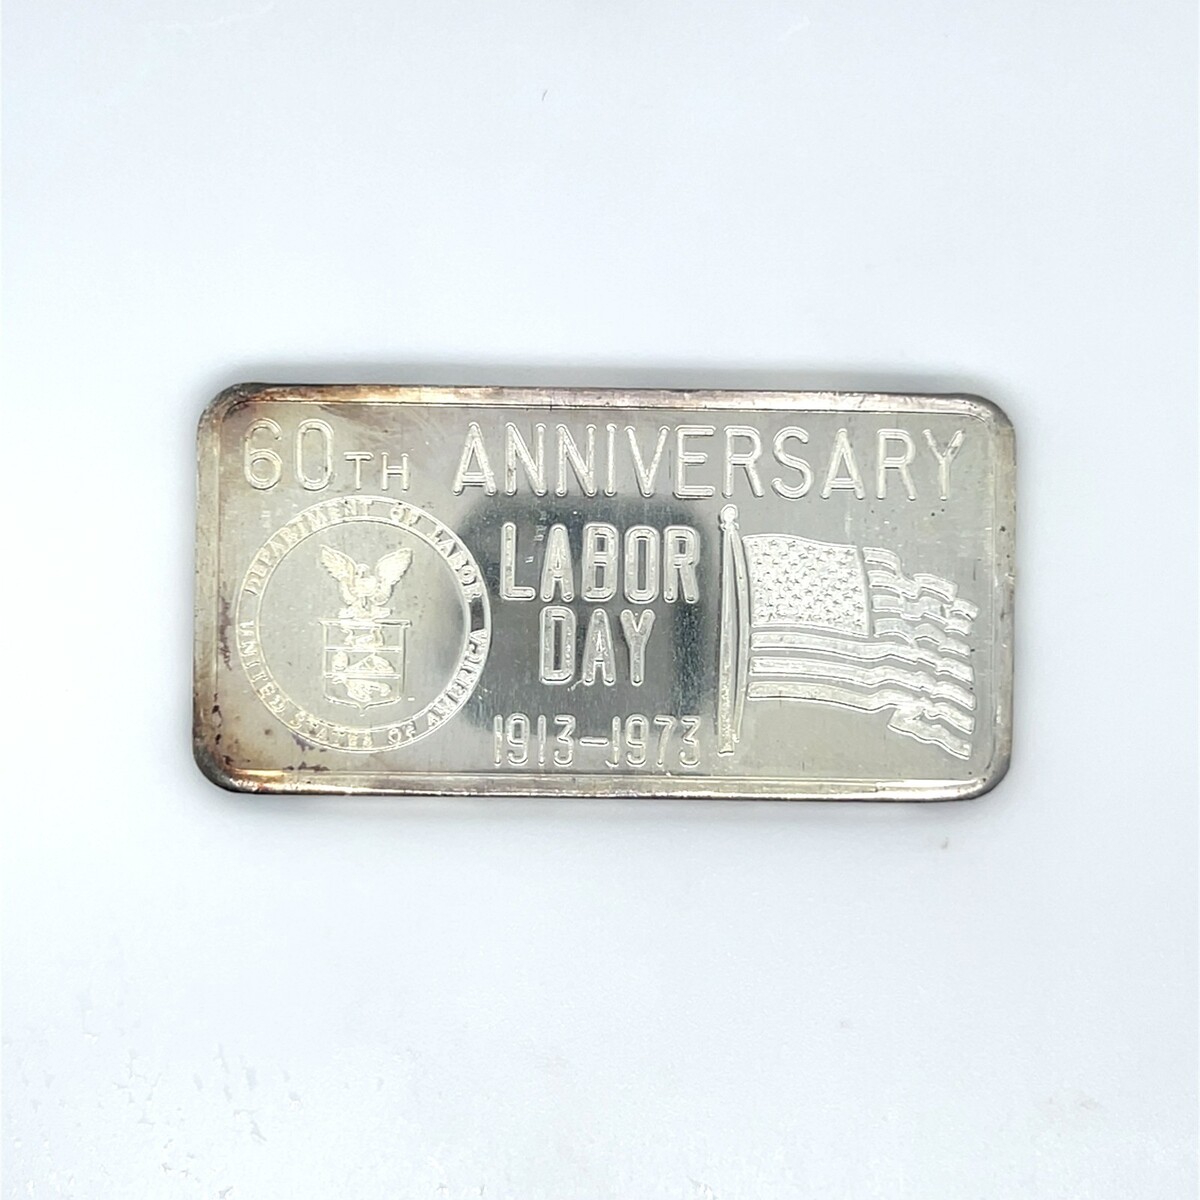 60TH ANNIVERSARY
DEPARTMENT OF LABOR
UNITED STATES OF AMERICA
LABOR
DAY
1913-1973